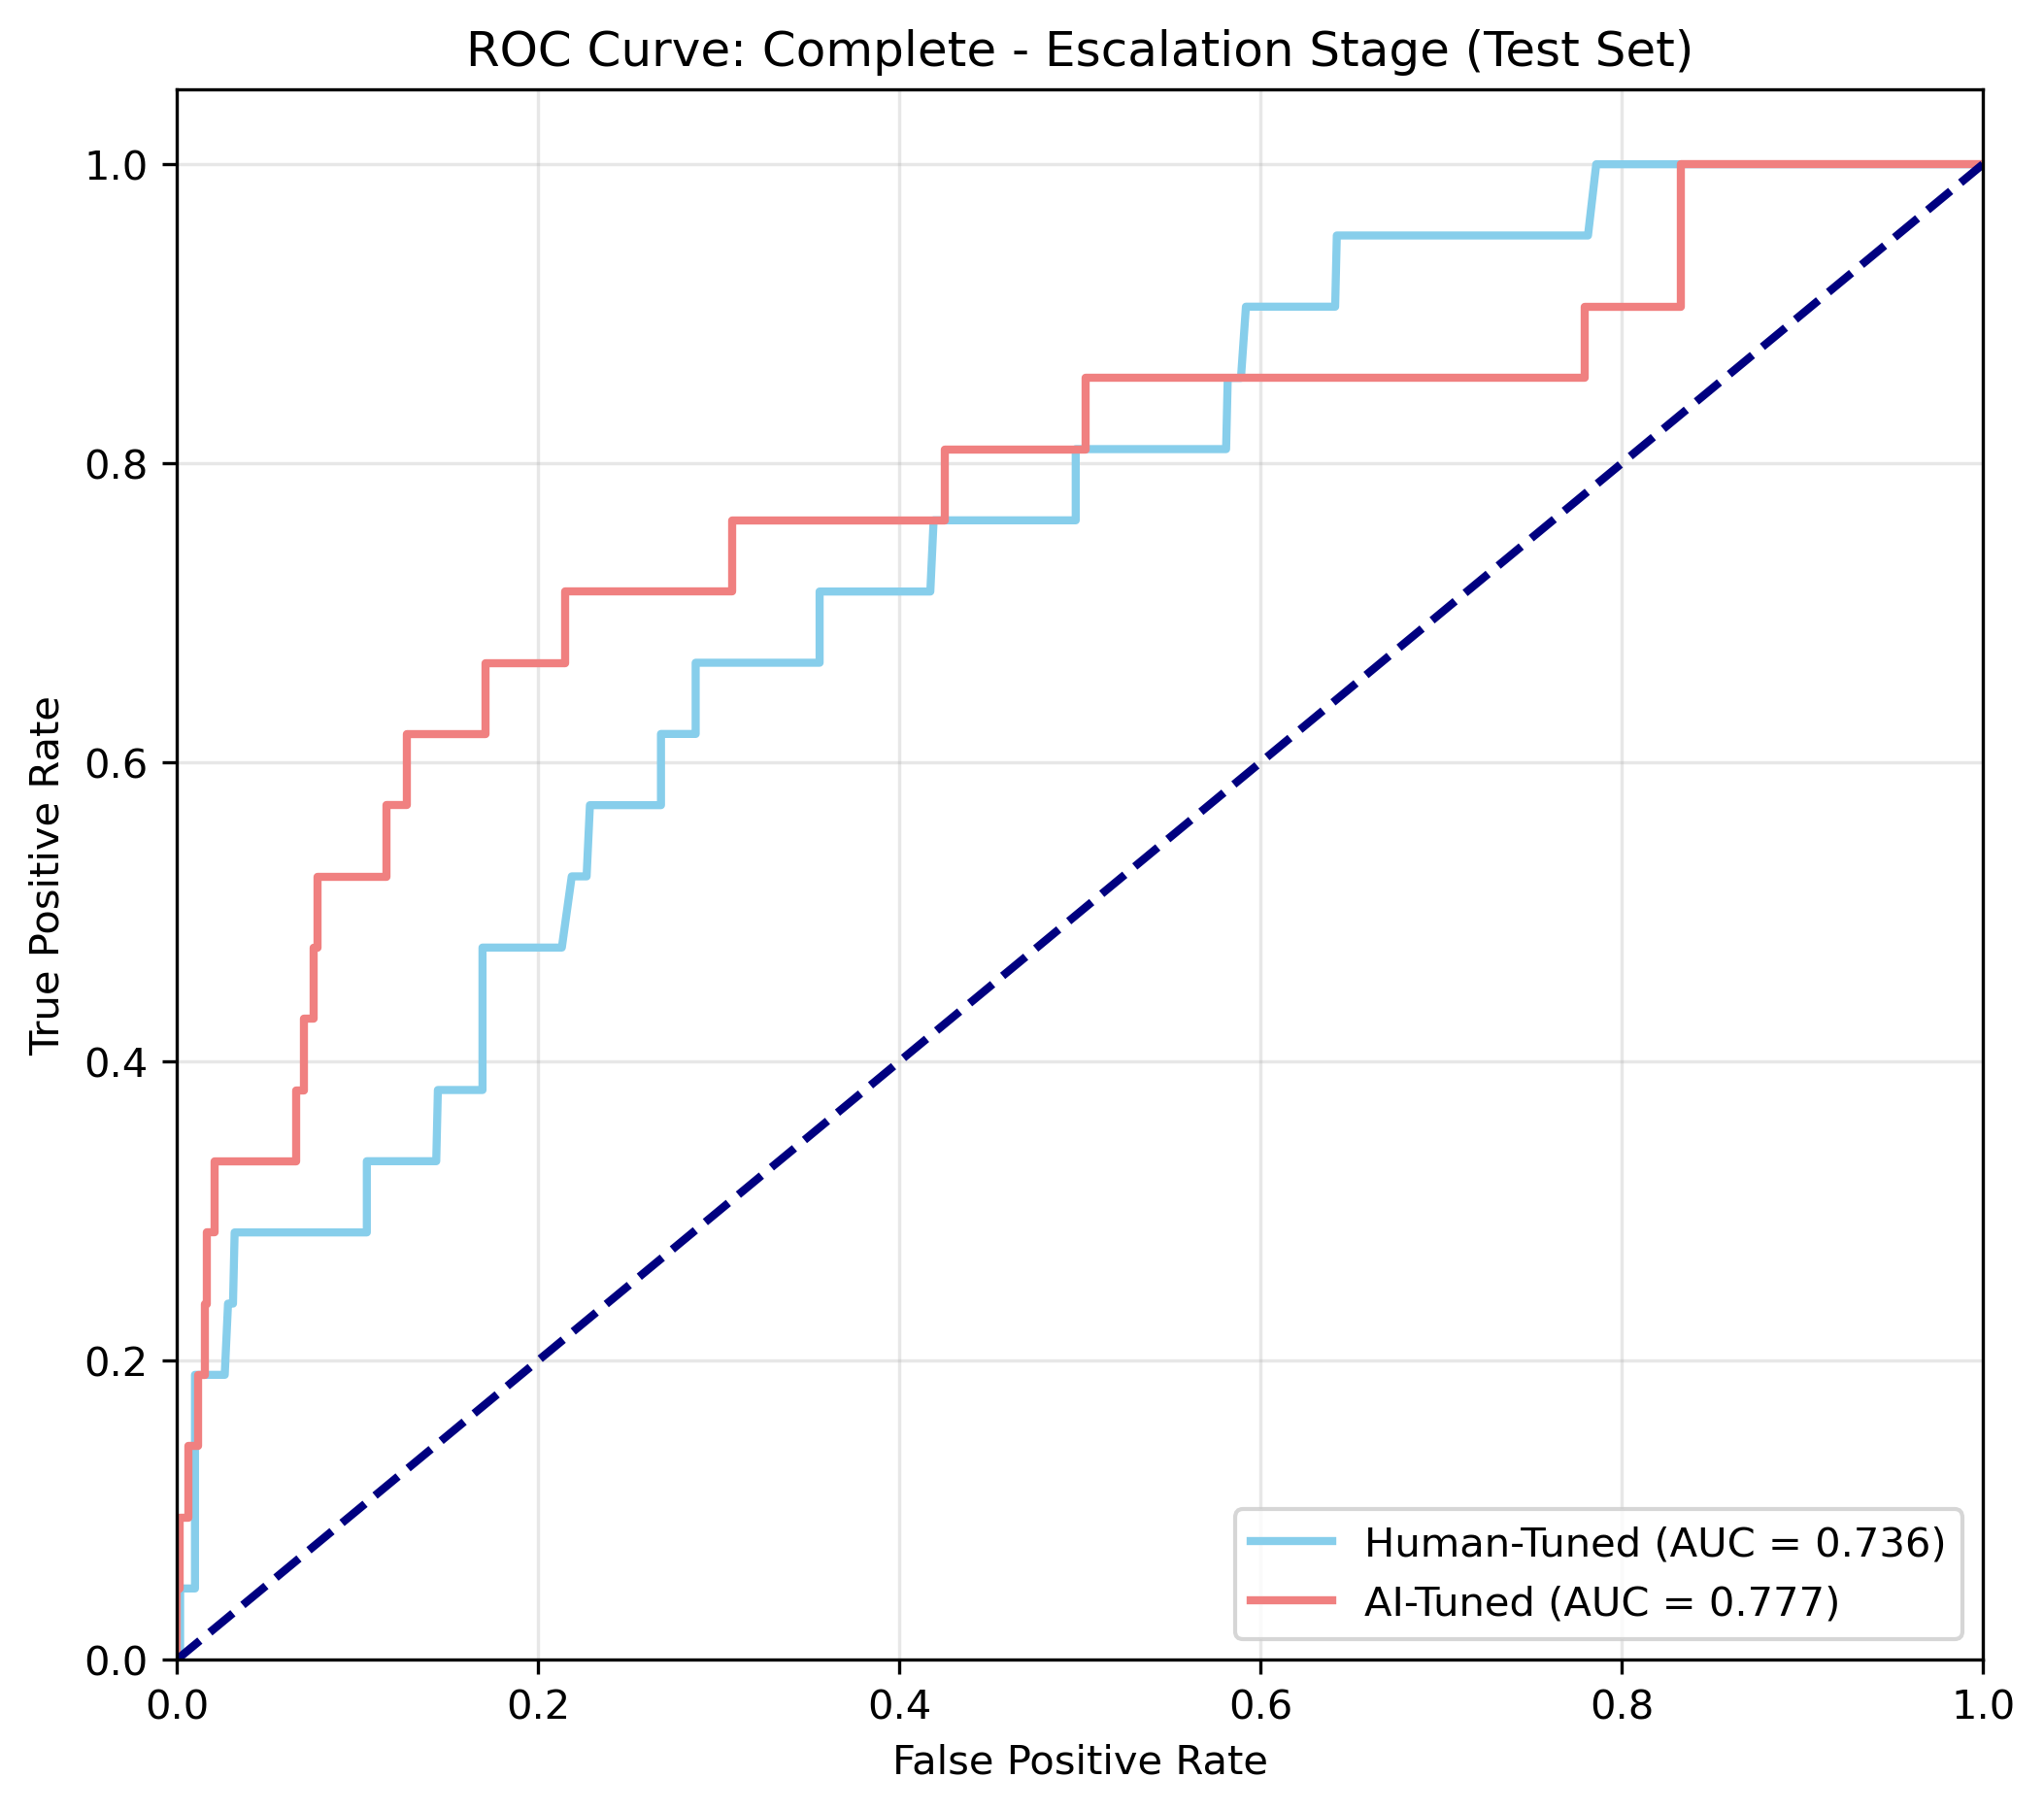 ROC Curve: Complete - Escalation Stage (Test Set)
1.0
0.8
0.6
0.4
0.2
0.0
True Positive Rate
0.0 0.2 0.4 0.6 0.8 1.0
False Positive Rate
Human-Tuned (AUC = 0.736)
AI-Tuned (AUC = 0.777)